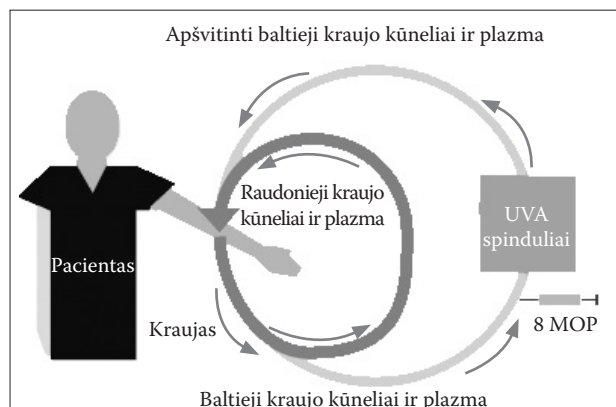 Apšvitinti baltieji kraujo kūneliai ir plazma
Raudonieji kraujo
kūneliai ir plazma
UVA
spinduliai
Pacientas
8 MOP
Kraujas
Baltieji kraujo kūneliai ir plazma